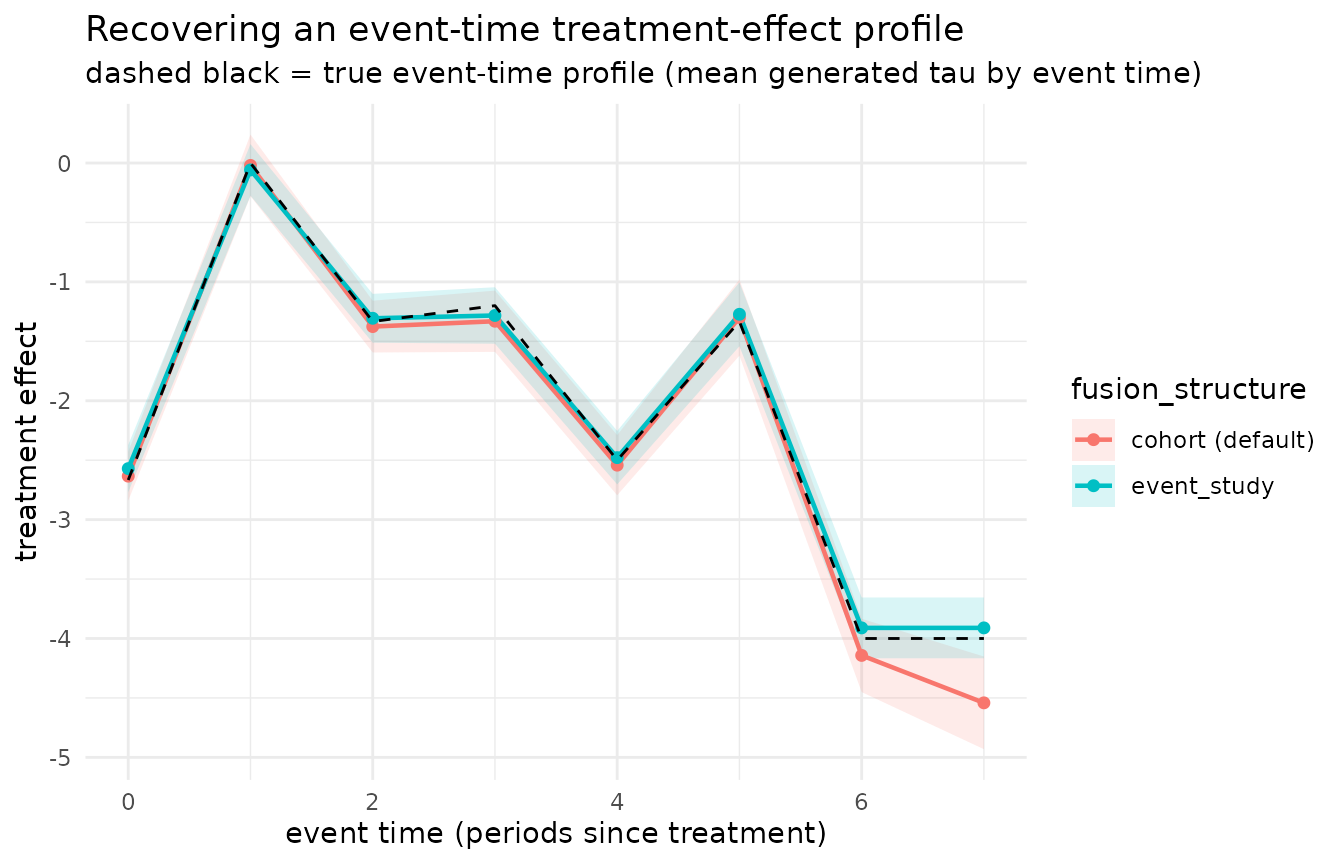 Recovering an event-time treatment-effect profile
dashed black = true event-time profile (mean generated tau by event time)
treatment effect
0
-1
-2
-3
-4
-5
0
2
4
6
event time (periods since treatment)
fusion_structure
cohort (default)
event_study